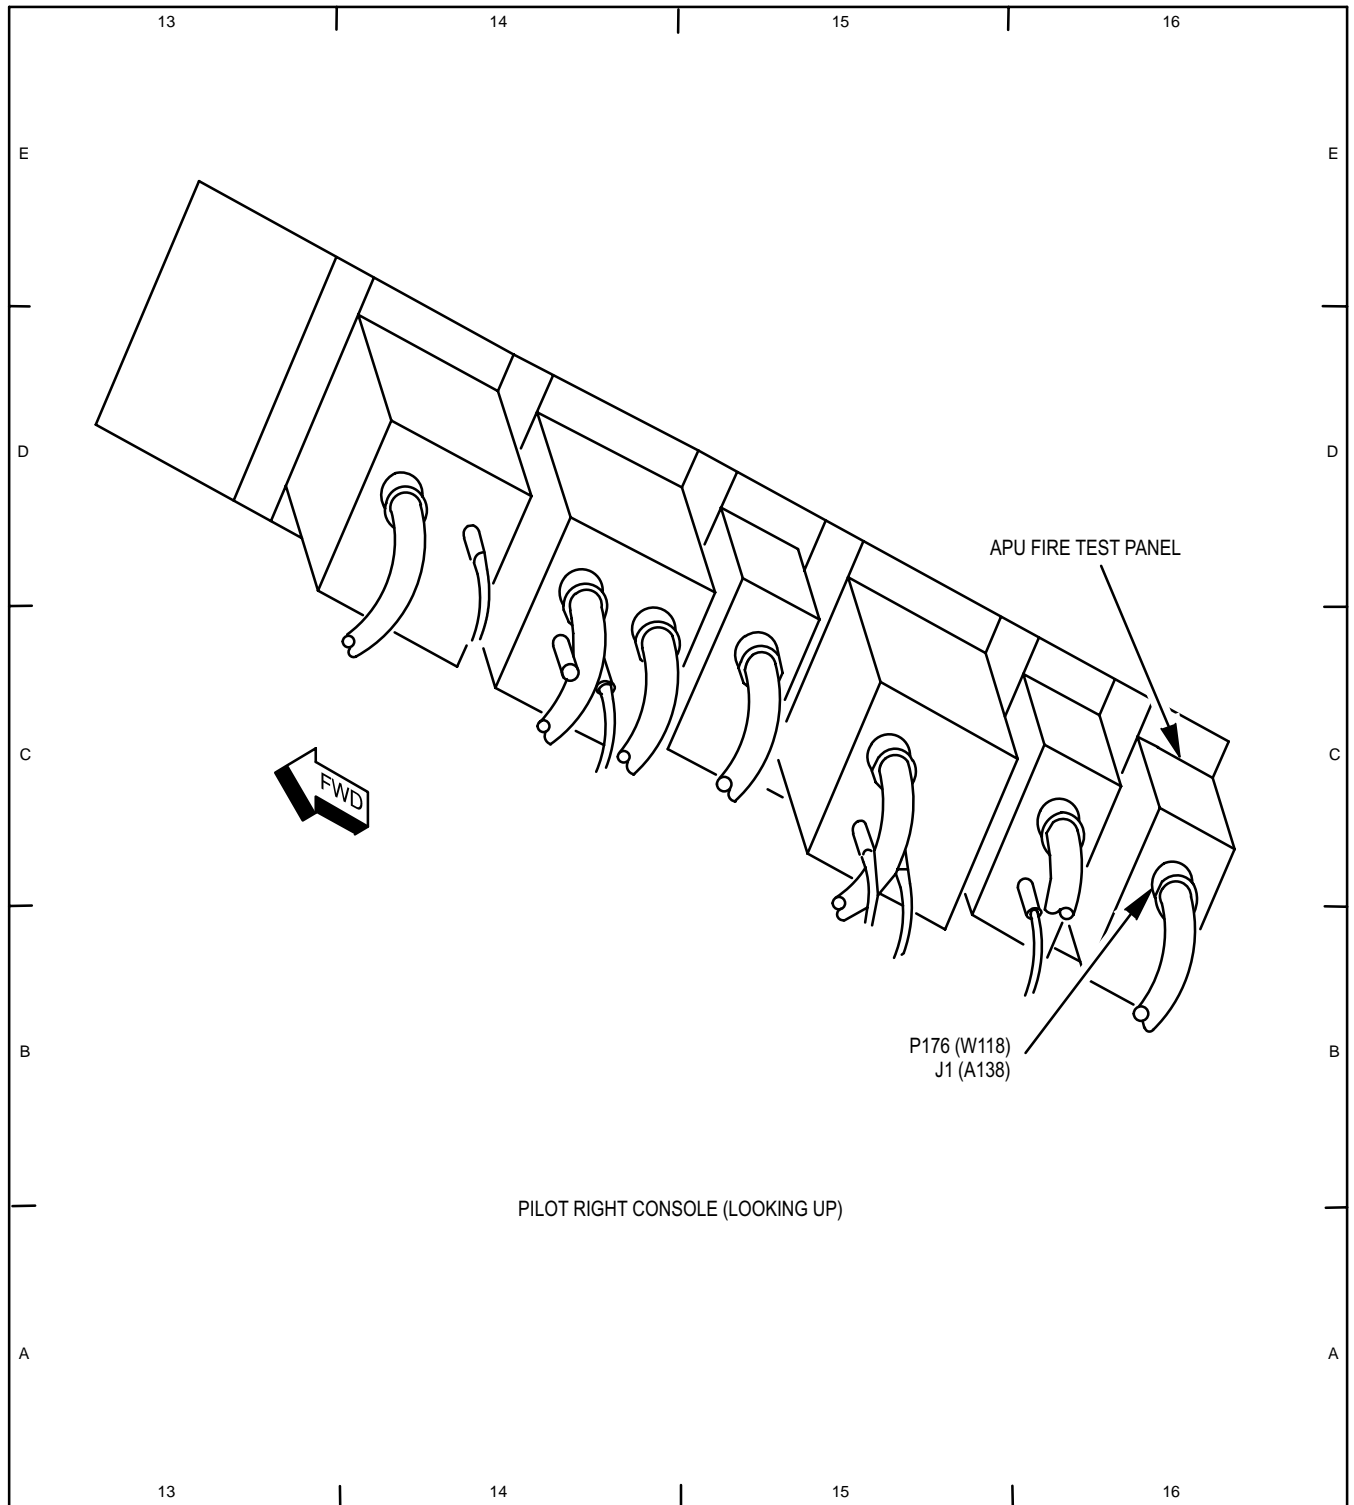 13 14 15 16
E E
D D
APU FIRE TEST PANEL
C C
FWD
P176 (W118)
J1 (A138)
B B
PILOT RIGHT CONSOLE (LOOKING UP)
A A
13 14 15 16